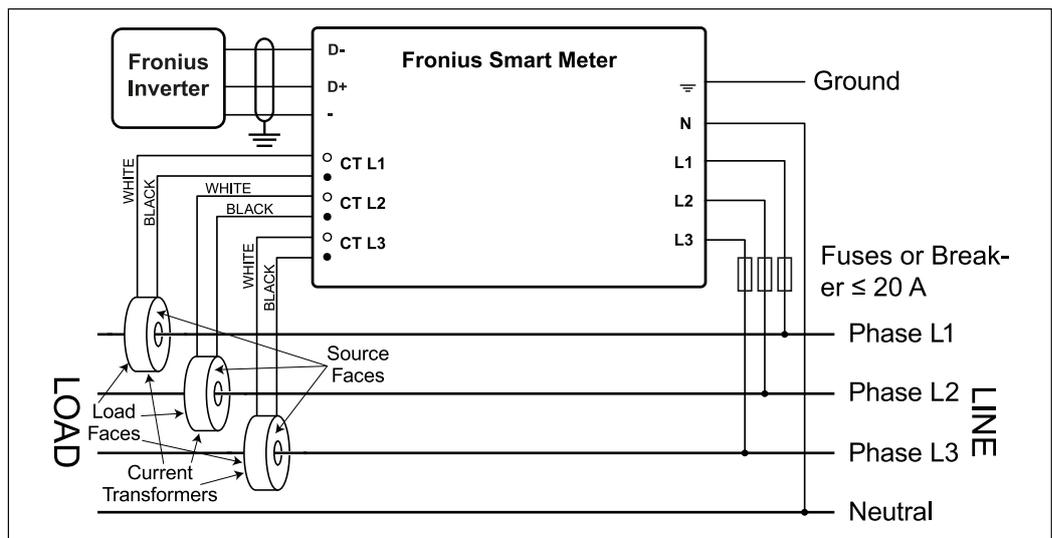 Fronius
Inverter
D-
D+
-
Fronius Smart Meter
Ground
N
CT L1
L1
CT L2
L2
CT L3
L3
WHITE
BLACK
WHITE
BLACK
WHITE
BLACK
Fuses or Break-
er ≤ 20 A
Phase L1
Source
Faces
Phase L2
LOAD
Load
Faces
LINE
Phase L3
Current
Transformers
Neutral